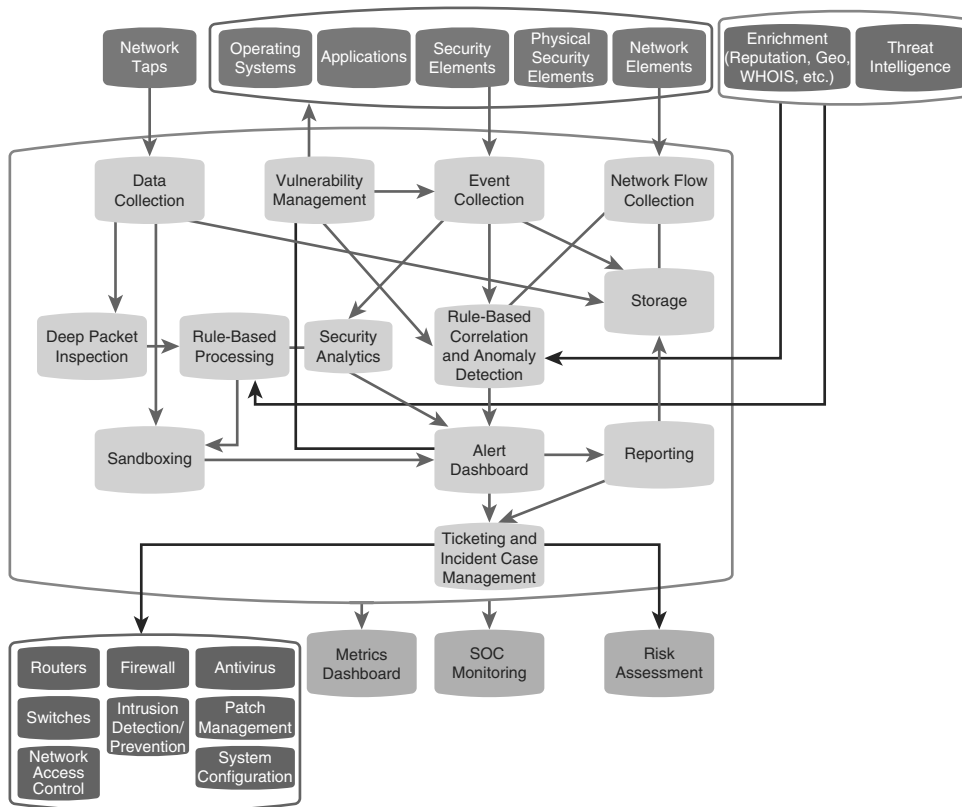 Network
Taps
Operating
Systems
Applications
Security
Elements
Physical
Security
Elements
Network
Elements
Enrichment
(Reputation, Geo,
WHOIS, etc.)
Threat
Intelligence
Data
Collection
Vulnerability
Management
Event
Collection
Network Flow
Collection
Storage
Deep Packet
Inspection
Rule-Based
Processing
Security
Analytics
Rule-Based
Correlation
and Anomaly
Detection
Sandboxing
Alert
Dashboard
Reporting
Ticketing and
Incident Case
Management
Metrics
Dashboard
SOC
Monitoring
Risk
Assessment
Routers
Firewall
Antivirus
Switches
Intrusion
Detection/
Prevention
Patch
Management
Network
Access
Control
System
Configuration